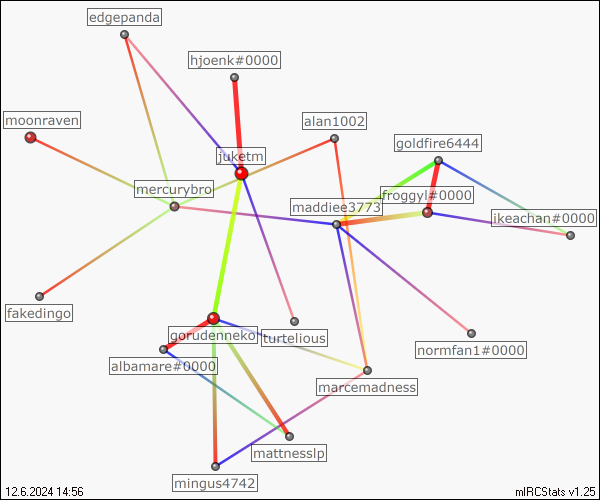 edgepanda
hjoenk#0000
moonraven
alan1002
goldfire6444
juketm
mercurybro
froggyl#0000
maddiee3773
ikeachan#0000
fakedingo
gorudenneko
turtelious
normfan1#0000
albamare#0000
marcemadness
mattnesslp
mingus4742
12.6.2024 14:56
mIRCStats v1.25